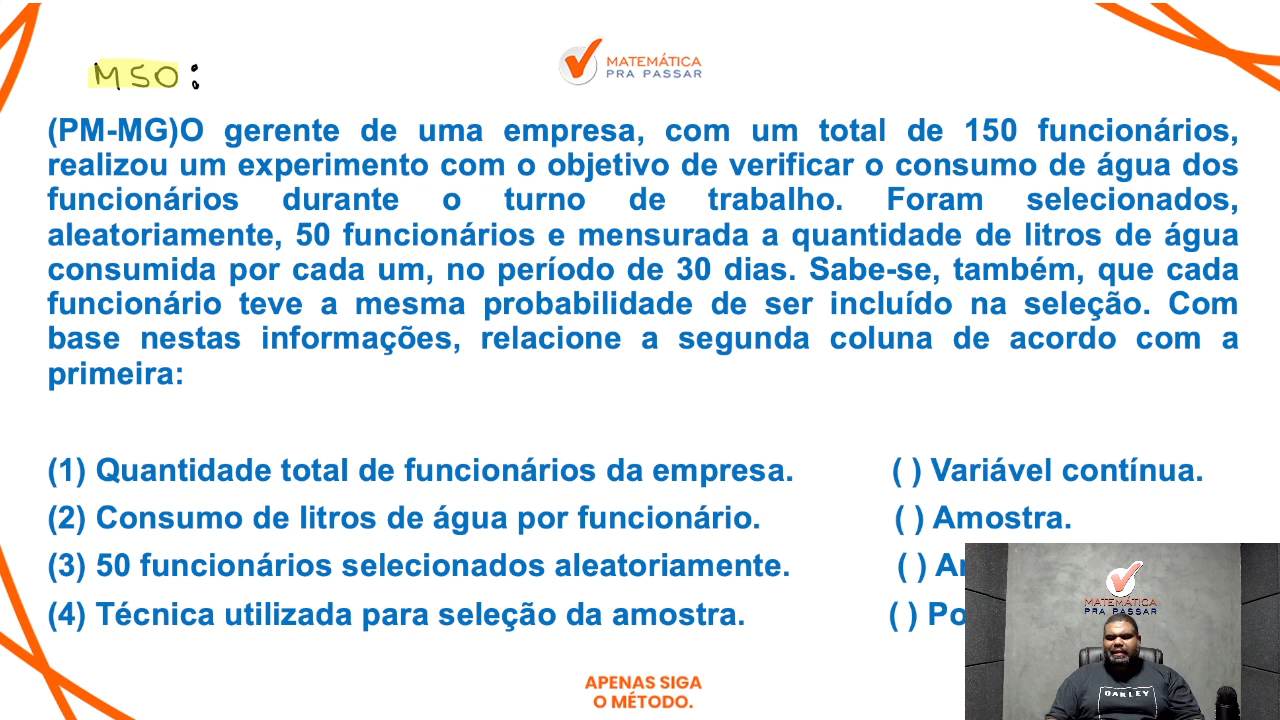 MSO:
MATEMÁTICA
PRA PASSAR
(PM-MG)O gerente de uma empresa, com um total de 150 funcionários,
realizou um experimento com o objetivo de verificar o consumo de água dos
funcionários durante o turno de trabalho. Foram selecionados,
aleatoriamente, 50 funcionários e mensurada a quantidade de litros de água
consumida por cada um, no período de 30 dias. Sabe-se, também, que cada
funcionário teve a mesma probabilidade de ser incluído na seleção. Com
base nestas informações, relacione a segunda coluna de acordo com a
primeira:
(1) Quantidade total de funcionários da empresa. ( ) Variável contínua.
(2) Consumo de litros de água por funcionário. ( ) Amostra.
(3) 50 funcionários selecionados aleatoriamente. ( )
(4) Técnica utilizada para seleção da amostra. ( )
MATEMÁTICA
PRA PASSAR
OAKLEY
APENAS SIGA
O MÉTODO.